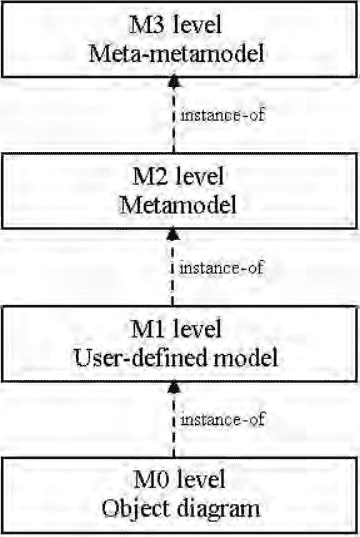 M3 level
Meta-metamodel
instance-of
M2 level
Metamodel
instance-of
M1 level
User-defined model
instance-of
M0 level
Object diagram